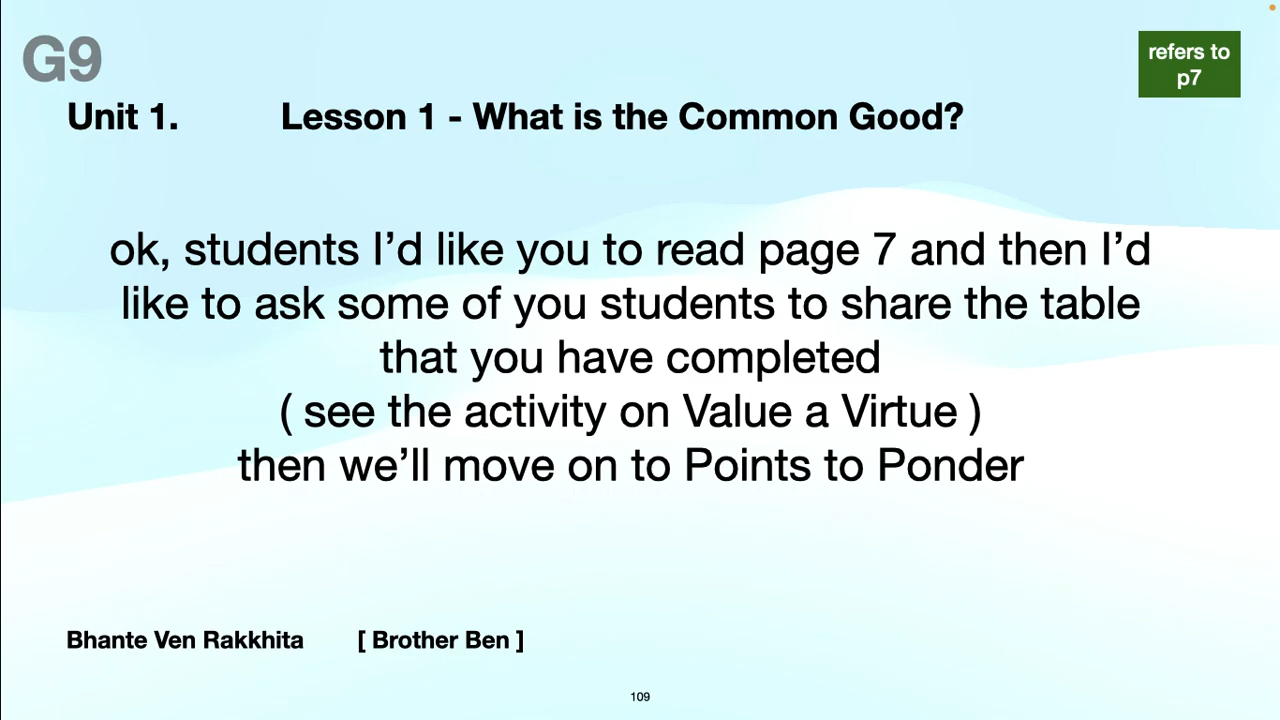 G9
refers to
p7
Unit 1. Lesson 1 - What is the Common Good?
ok, students I’d like you to read page 7 and then I’d
like to ask some of you students to share the table
that you have completed
( see the activity on Value a Virtue )
then we’ll move on to Points to Ponder
Bhante Ven Rakkhita [ Brother Ben ]
109